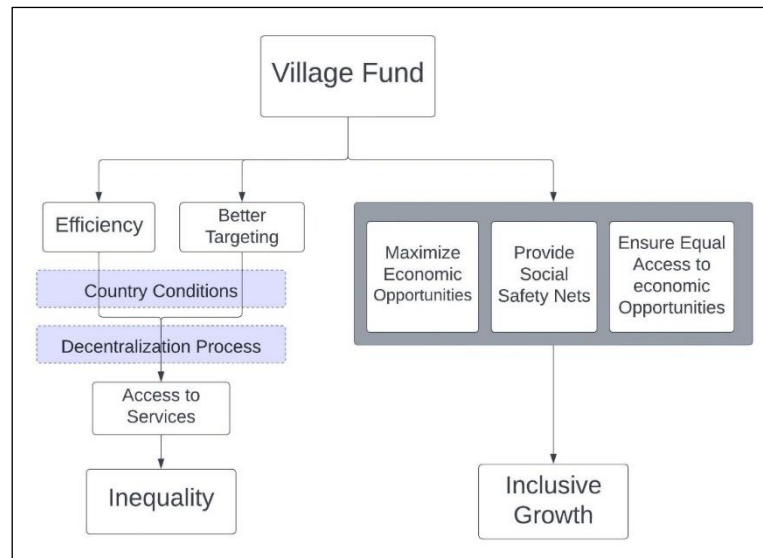 Village Fund
Efficiency
Better
Targeting
Country Conditions
Decentralization Process
Access to
Services
Inequality
Maximize
Economic
Opportunities
Provide
Social
Safety Nets
Ensure Equal
Access to
economic
Opportunities
Inclusive
Growth